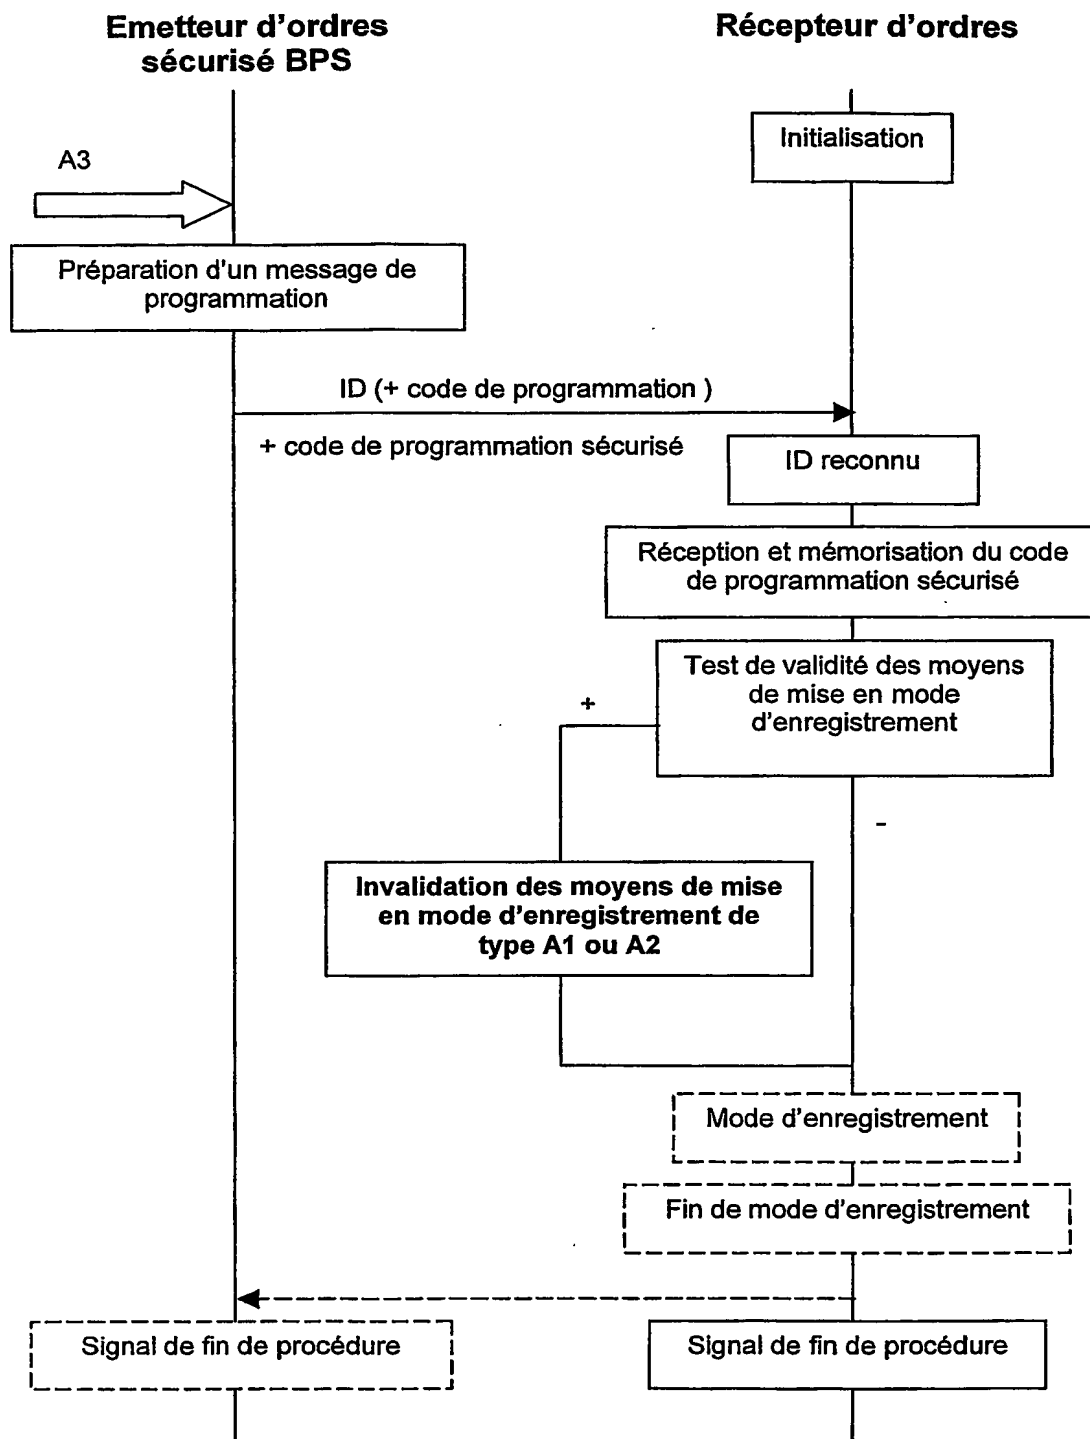 Emetteur d'ordres
sécurisé BPS
Récepteur d'ordres
Initialisation
A3
Préparation d'un message de
programmation
ID (+ code de programmation )
+ code de programmation sécurisé
ID reconnu
Réception et mémorisation du code
de programmation sécurisé
Test de validité des moyens
de mise en mode
d'enregistrement
+
-
Invalidation des moyens de mise
en mode d'enregistrement de
type A1 ou A2
Mode d'enregistrement
Fin de mode d'enregistrement
Signal de fin de procédure
Signal de fin de procédure